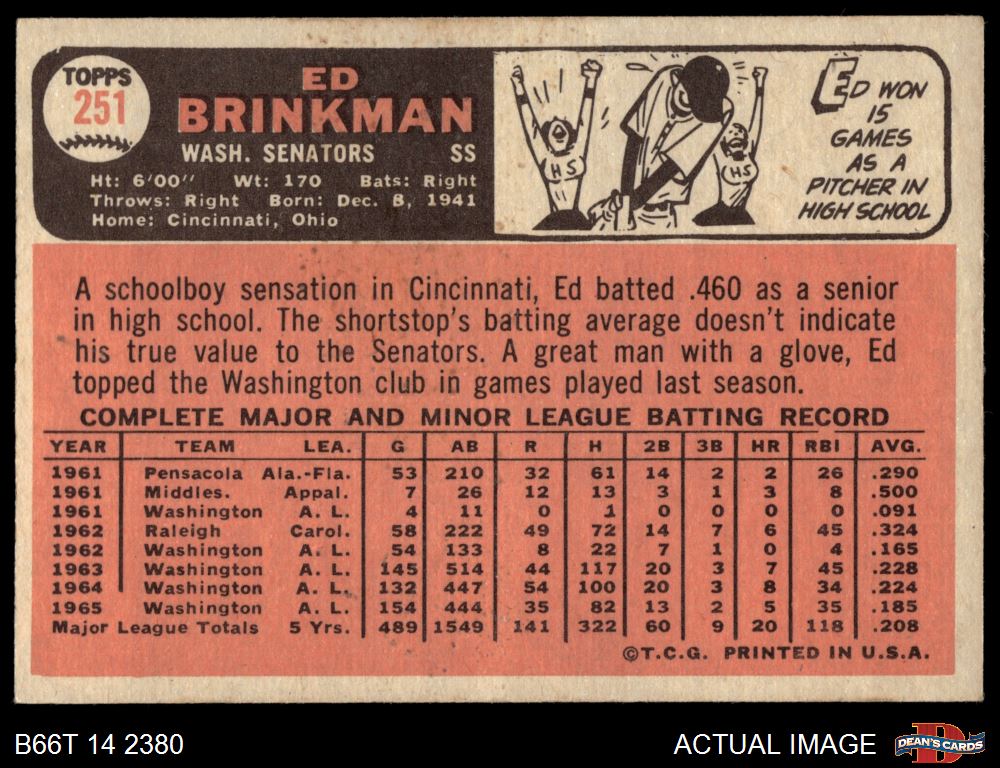 TOPPS
251
ED
BRINKMAN
WASH. SENATORS SS
Ht: 6'00" Wt: 170 Bats: Right
Throws: Right Born: Dec. 8, 1941
Home: Cincinnati, Ohio
HS
HS
ED WON
15
GAMES
AS A
PITCHER IN
HIGH SCHOOL
A schoolboy sensation in Cincinnati, Ed batted .460 as a senior
in high school. The shortstop's batting average doesn't indicate
his true value to the Senators. A great man with a glove, Ed
topped the Washington club in games played last season.
COMPLETE MAJOR AND MINOR LEAGUE BATTING RECORD
YEAR TEAM LEA. G AB R H 2B 3B HR RBI AVG.
1961 Pensacola Ala.-Fla. 53 210 32 61 14 2 2 26 .290
1961 Middles. Appal. 7 26 12 13 3 1 3 8 .500
1961 Washington A. L. 4 11 0 1 0 0 0 0 .091
1962 Raleigh Carol. 58 222 49 72 14 7 6 45 .324
1962 Washington A. L. 54 133 8 22 7 1 0 4 .165
1963 Washington A. L. 145 514 44 117 20 3 7 45 .228
1964 Washington A. L. 132 447 54 100 20 3 8 34 .224
1965 Washington A. L. 154 444 35 82 13 2 5 35 .185
Major League Totals 5 Yrs. 489 1549 141 322 60 9 20 118 .208
©T.C.G. PRINTED IN U.S.A.
B66T 14 2380
ACTUAL IMAGE
D
DEAN'S CARDS